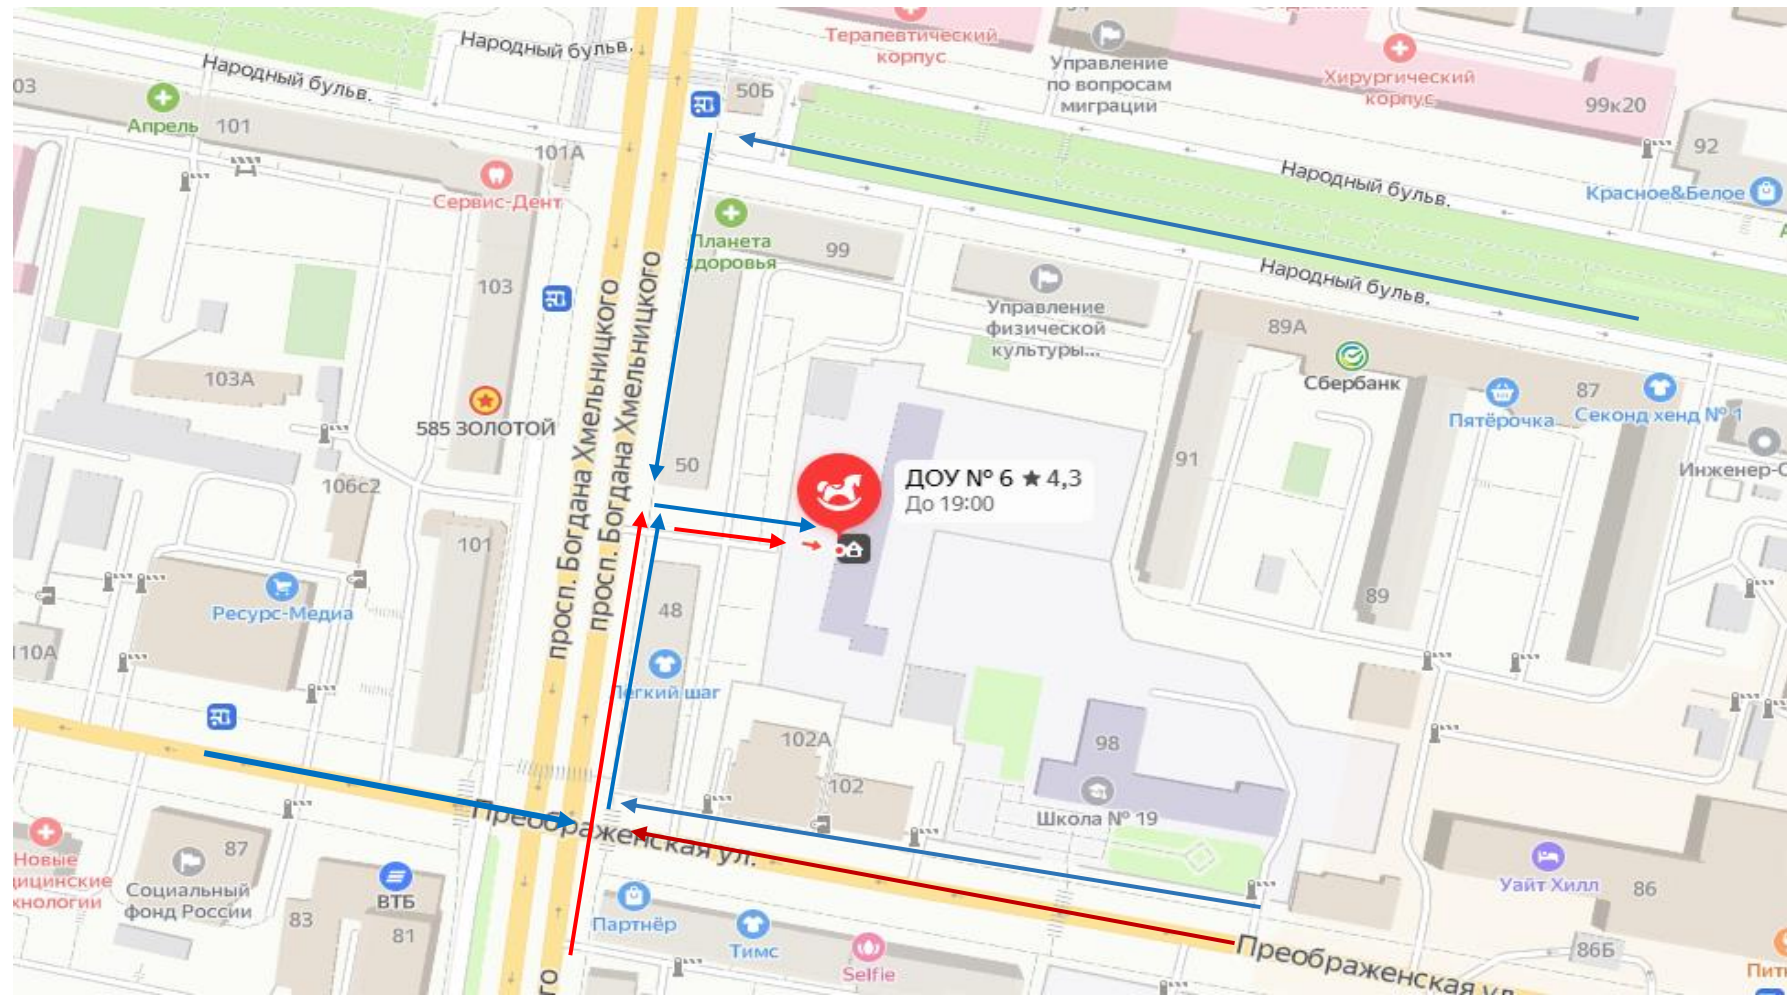 Народный бульв.
Народный бульв.
03
Апрель
101
101А
50Б
Терапевтический
корпус
Управление
по вопросам
миграции
Хирургический
корпус
99к20
92
Красное&Белое
Народный бульв.
Сервис-Дент
Планета
здоровья
99
103
Управление
физической
культуры...
Народный бульв.
89А
Сбербанк
Пятёрочка
87
Секонд хенд № 1
103А
585 ЗОЛОТОЙ
просп. Богдана Хмельницкого
просп. Богдана Хмельницкого
50
ДОУ № 6 ★ 4,3
До 19:00
91
Инженер-С
106с2
101
Ресурс-Медиа
48
89
110А
Легкий шаг
102А
98
102
Школа № 19
Преображенская ул.
Новые
87
Социальный
фонд России
ВТБ
83
81
Партнёр
Тимс
Selfie
Уайт Хилл
86
86Б
Преображенская ул
Пит
го